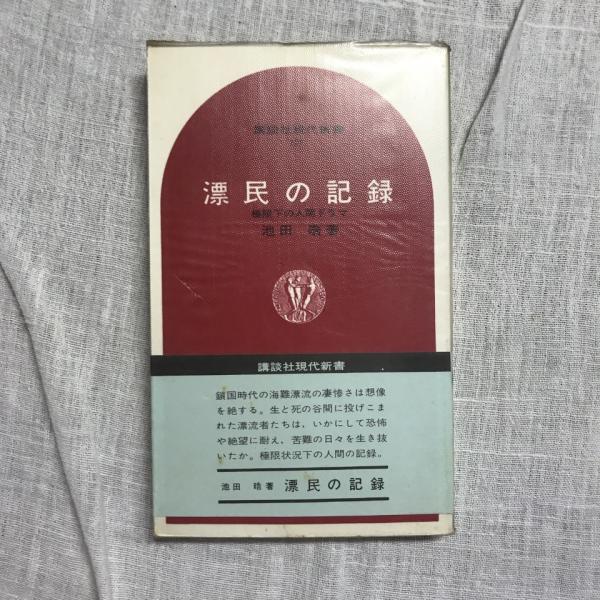 講談社現代新書
漂民の記録
極限下の人間ドラマ
池田 晧著
講談社現代新書
鎖国時代の海難漂流の凄惨さは想像
を絶する。生と死の谷間に投げこま
れた漂流者たちは、いかにして恐怖
や絶望に耐え、苦難の日々を生き抜
いたか。極限状況下の人間の記録。
池田 晧著 漂民の記録